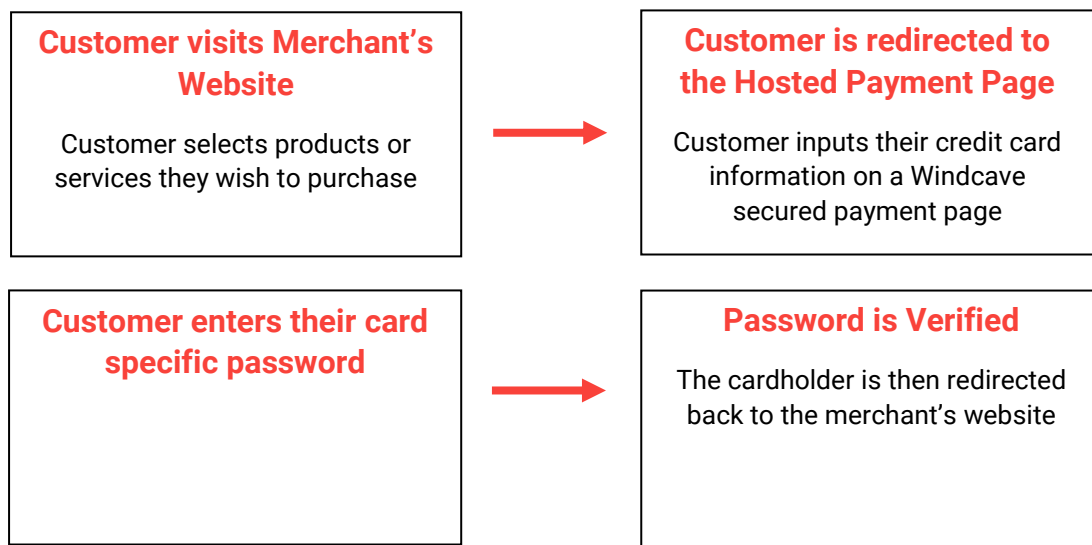 Customer visits Merchant’s
Website
Customer selects products or
services they wish to purchase
Customer is redirected to
the Hosted Payment Page
Customer inputs their credit card
information on a Windcave
secured payment page
Customer enters their card
specific password
Password is Verified
The cardholder is then redirected
back to the merchant’s website